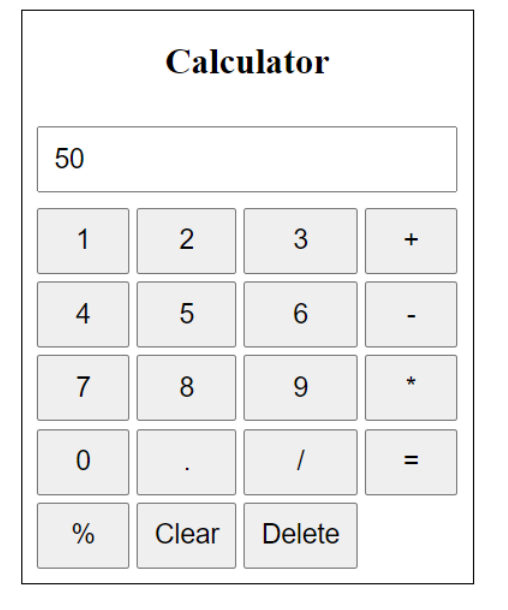 Calculator
50
1 2 3 +
4 5 6 -
7 8 9 *
0 . / =
% Clear Delete